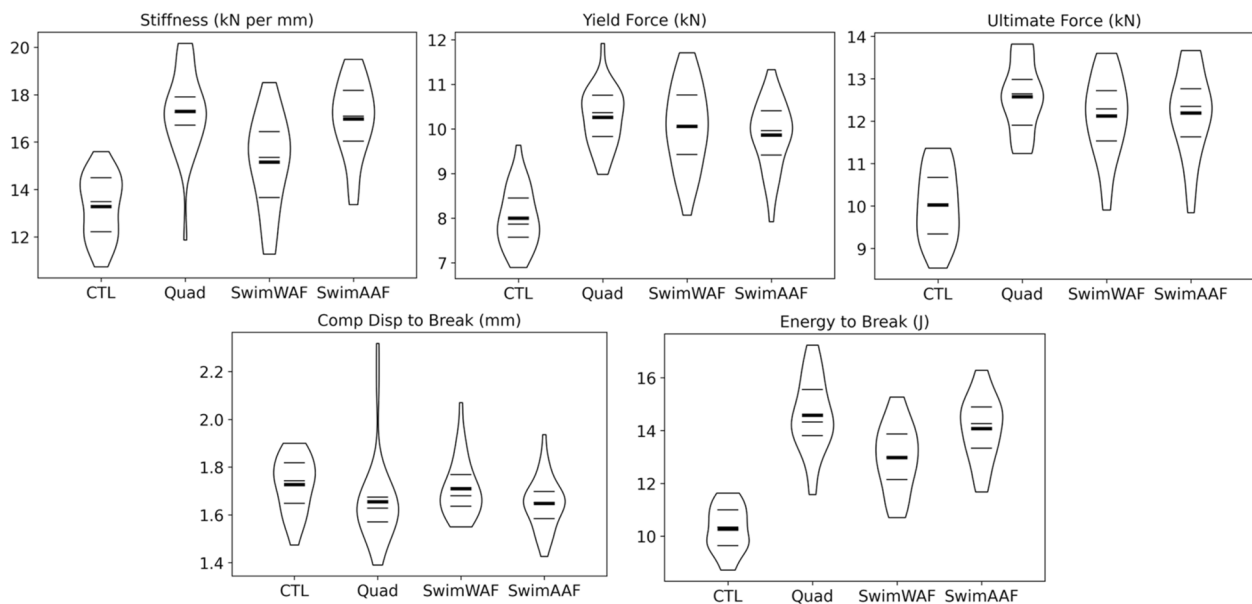 Stiffness (kN per mm)
20
18
16
14
12
CTL Quad SwimWAF SwimAAF
Yield Force (kN)
12
11
10
9
8
7
CTL Quad SwimWAF SwimAAF
Ultimate Force (kN)
14
13
12
11
10
9
CTL Quad SwimWAF SwimAAF
Comp Disp to Break (mm)
2.2
2.0
1.8
1.6
1.4
CTL Quad SwimWAF SwimAAF
Energy to Break (J)
16
14
12
10
CTL Quad SwimWAF SwimAAF